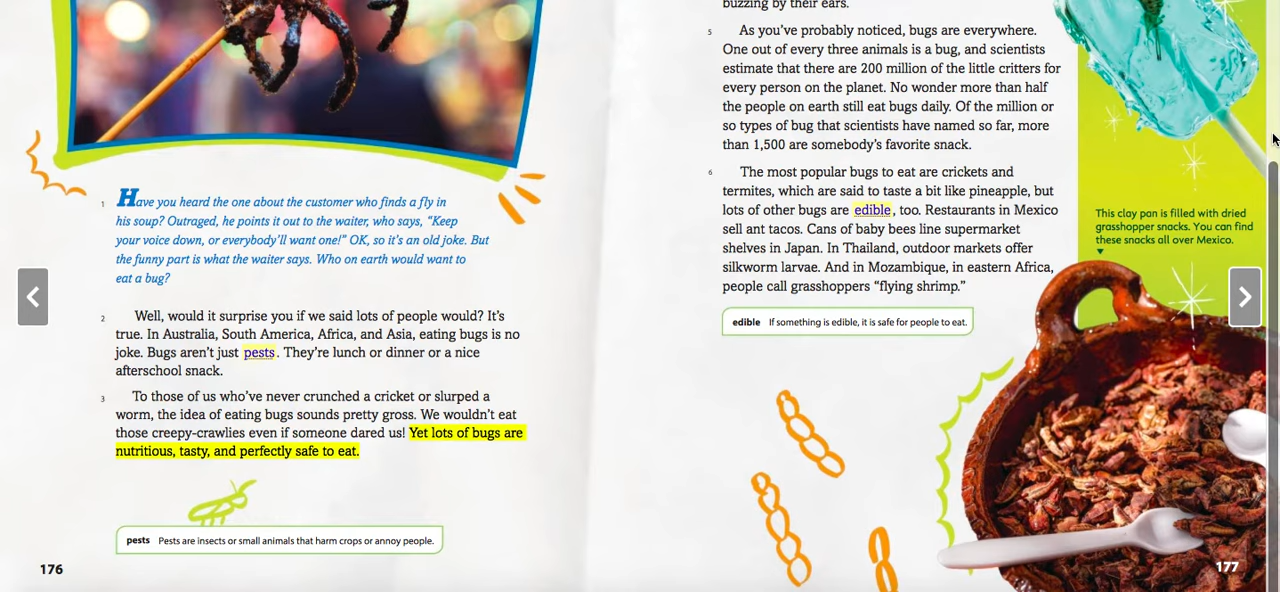 1 Have you heard the one about the customer who finds a fly in
his soup? Outraged, he points it out to the waiter, who says, “Keep
your voice down, or everybody’ll want one!” OK, so it’s an old joke. But
the funny part is what the waiter says. Who on earth would want to
eat a bug?
2 Well, would it surprise you if we said lots of people would? It’s
true. In Australia, South America, Africa, and Asia, eating bugs is no
joke. Bugs aren’t just pests. They’re lunch or dinner or a nice
afterschool snack.
3 To those of us who’ve never crunched a cricket or slurped a
worm, the idea of eating bugs sounds pretty gross. We wouldn’t eat
those creepy-crawlies even if someone dared us! Yet lots of bugs are
nutritious, tasty, and perfectly safe to eat.
pests Pests are insects or small animals that harm crops or annoy people.
176
buzzing by their ears.
5 As you’ve probably noticed, bugs are everywhere.
One out of every three animals is a bug, and scientists
estimate that there are 200 million of the little critters for
every person on the planet. No wonder more than half
the people on earth still eat bugs daily. Of the million or
so types of bug that scientists have named so far, more
than 1,500 are somebody’s favorite snack.
6 The most popular bugs to eat are crickets and
termites, which are said to taste a bit like pineapple, but
lots of other bugs are edible, too. Restaurants in Mexico
sell ant tacos. Cans of baby bees line supermarket
shelves in Japan. In Thailand, outdoor markets offer
silkworm larvae. And in Mozambique, in eastern Africa,
people call grasshoppers “flying shrimp.”
edible If something is edible, it is safe for people to eat.
This clay pan is filled with dried
grasshopper snacks. You can find
these snacks all over Mexico.
177